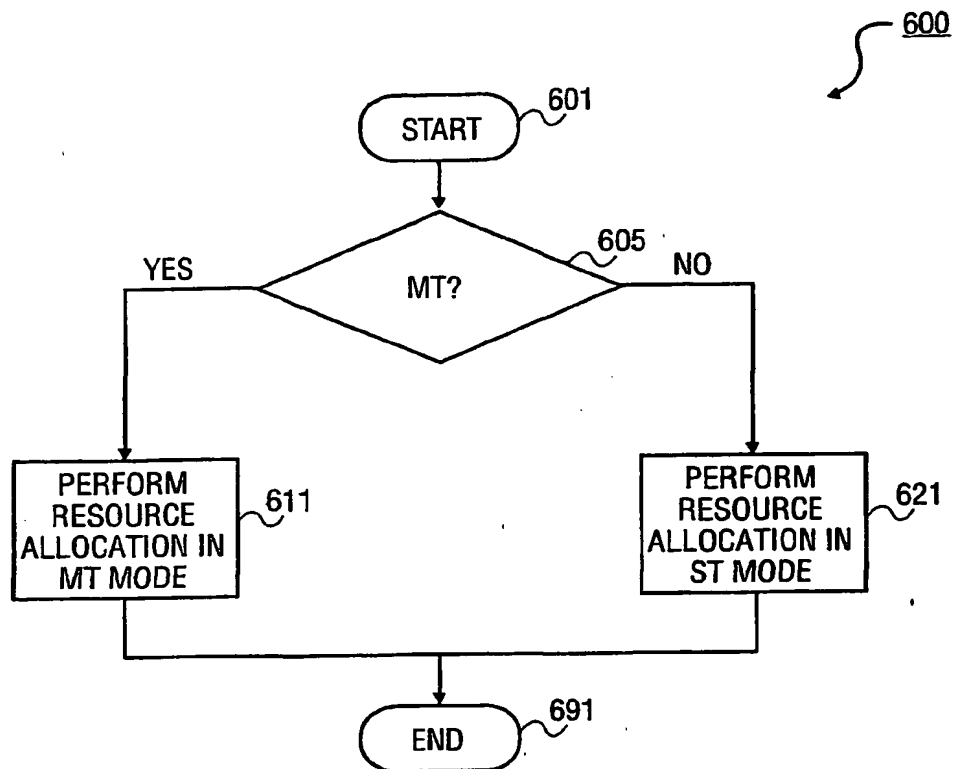 600
START
601
MT?
605
YES
NO
PERFORM
RESOURCE
ALLOCATION IN
MT MODE
611
PERFORM
RESOURCE
ALLOCATION IN
ST MODE
621
END
691